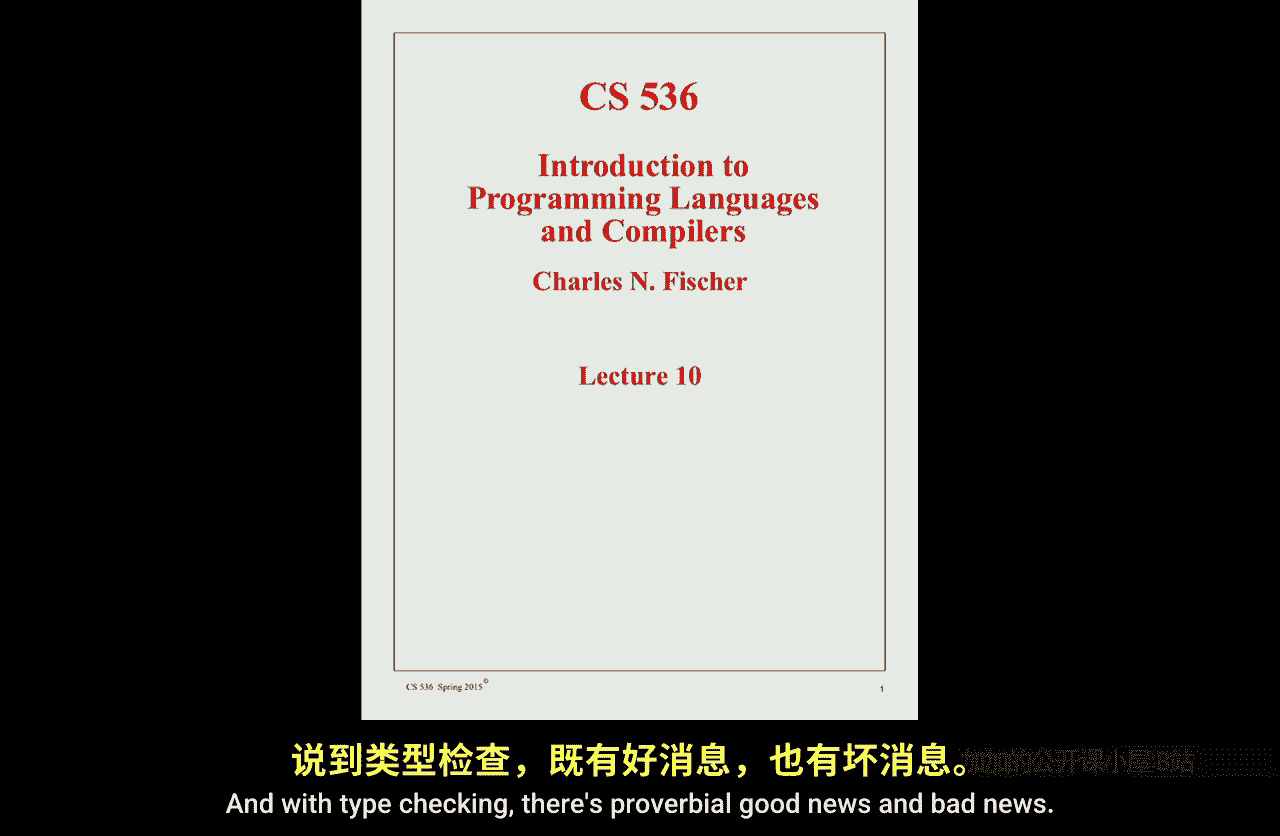 CS 536
Introduction to
Programming Languages
and Compilers
Charles N. Fischer
Lecture 10
CS 536 Spring 2015©
1
说到类型检查，既有好消息，也有坏消息。
And with type checking, there's proverbial good news and bad news.